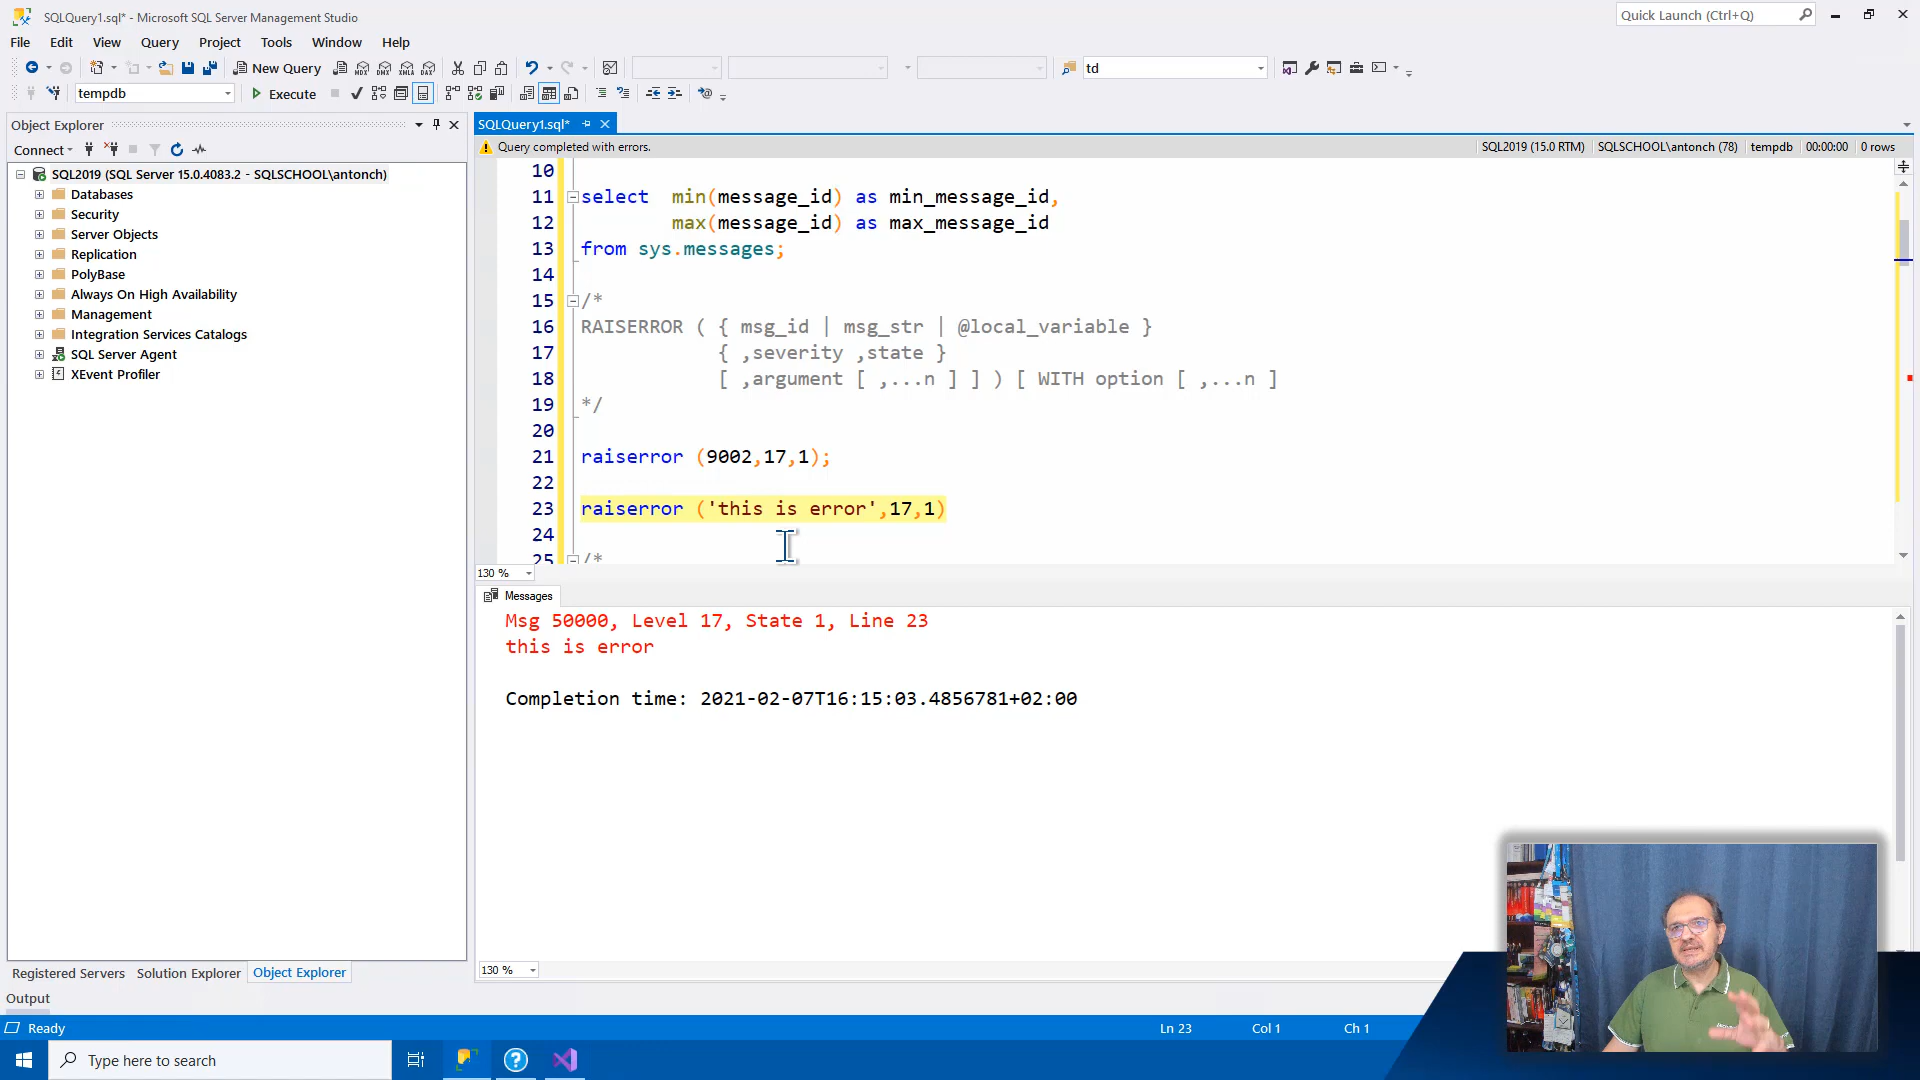 SQLQuery1.sql* - Microsoft SQL Server Management Studio
Quick Launch (Ctrl+Q)
File Edit View Query Project Tools Window Help
New Query
td
tempdb
Execute
Object Explorer
SQLQuery1.sql*
Connect
Query completed with errors.
SQL2019 (15.0 RTM) SQLSCHOOL\antonch (78) tempdb 00:00:00 0 rows
SQL2019 (SQL Server 15.0.4083.2 - SQLSCHOOL\antonch)
Databases
Security
Server Objects
Replication
PolyBase
Always On High Availability
Management
Integration Services Catalogs
SQL Server Agent
XEvent Profiler
10
11 select min(message_id) as min_message_id,
12 max(message_id) as max_message_id
13 from sys.messages;
14
15 /*
16 RAISERROR ( { msg_id | msg_str | @local_variable }
17 { ,severity ,state }
18 [ ,argument [ ,...n ] ] ) [ WITH option [ ,...n ]
19 */
20
21 raiserror (9002,17,1);
22
23 raiserror ('this is error',17,1)
24
25 /*
130 %
Messages
Msg 50000, Level 17, State 1, Line 23
this is error
Completion time: 2021-02-07T16:15:03.4856781+02:00
130 %
Registered Servers Solution Explorer Object Explorer
Output
Ready
Ln 23 Col 1 Ch 1
Type here to search